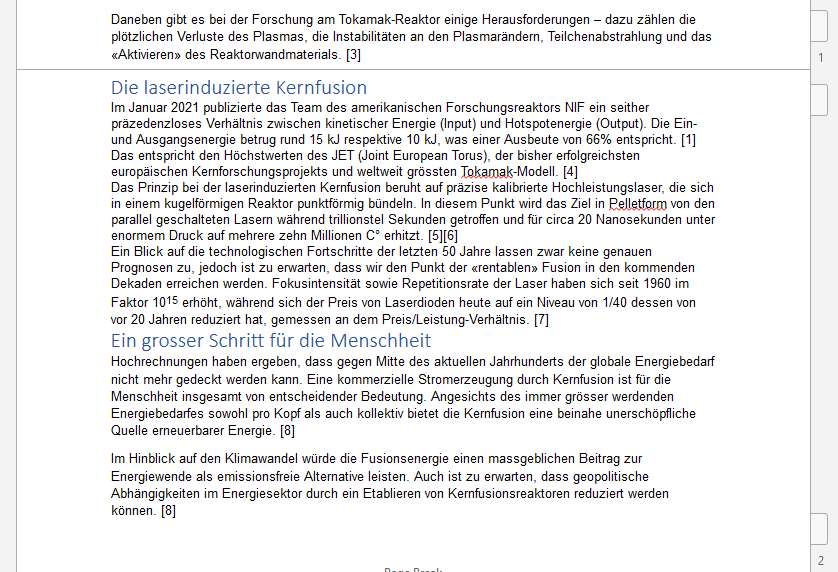 Daneben gibt es bei der Forschung am Tokamak-Reaktor einige Herausforderungen – dazu zählen die
plötzlichen Verluste des Plasmas, die Instabilitäten an den Plasmarändern, Teilchenabstrahlung und das
«Aktivieren» des Reaktorwandmaterials. [3]
1
Die laserinduzierte Kernfusion
Im Januar 2021 publizierte das Team des amerikanischen Forschungsreaktors NIF ein seither
präzedenzloses Verhältnis zwischen kinetischer Energie (Input) und Hotspotenergie (Output). Die Ein-
und Ausgangsenergie betrug rund 15 kJ respektive 10 kJ, was einer Ausbeute von 66% entspricht. [1]
Das entspricht den Höchstwerten des JET (Joint European Torus), der bisher erfolgreichsten
europäischen Kernforschungsprojekts und weltweit grössten Tokamak-Modell. [4]
Das Prinzip bei der laserinduzierten Kernfusion beruht auf präzise kalibrierte Hochleistungslaser, die sich
in einem kugelförmigen Reaktor punktförmig bündeln. In diesem Punkt wird das Ziel in Pelletform von den
parallel geschalteten Lasern während trillionstel Sekunden getroffen und für circa 20 Nanosekunden unter
enormem Druck auf mehrere zehn Millionen C° erhitzt. [5][6]
Ein Blick auf die technologischen Fortschritte der letzten 50 Jahre lassen zwar keine genauen
Prognosen zu, jedoch ist zu erwarten, dass wir den Punkt der «rentablen» Fusion in den kommenden
Dekaden erreichen werden. Fokusintensität sowie Repetitionsrate der Laser haben sich seit 1960 im
Faktor 10¹⁵ erhöht, während sich der Preis von Laserdioden heute auf ein Niveau von 1/40 dessen von
vor 20 Jahren reduziert hat, gemessen an dem Preis/Leistung-Verhältnis. [7]
Ein grosser Schritt für die Menschheit
Hochrechnungen haben ergeben, dass gegen Mitte des aktuellen Jahrhunderts der globale Energiebedarf
nicht mehr gedeckt werden kann. Eine kommerzielle Stromerzeugung durch Kernfusion ist für die
Menschheit insgesamt von entscheidender Bedeutung. Angesichts des immer grösser werdenden
Energiebedarfes sowohl pro Kopf als auch kollektiv bietet die Kernfusion eine beinahe unerschöpfliche
Quelle erneuerbarer Energie. [8]
Im Hinblick auf den Klimawandel würde die Fusionsenergie einen massgeblichen Beitrag zur
Energiewende als emissionsfreie Alternative leisten. Auch ist zu erwarten, dass geopolitische
Abhängigkeiten im Energiesektor durch ein Etablieren von Kernfusionsreaktoren reduziert werden
können. [8]
2
Page Break